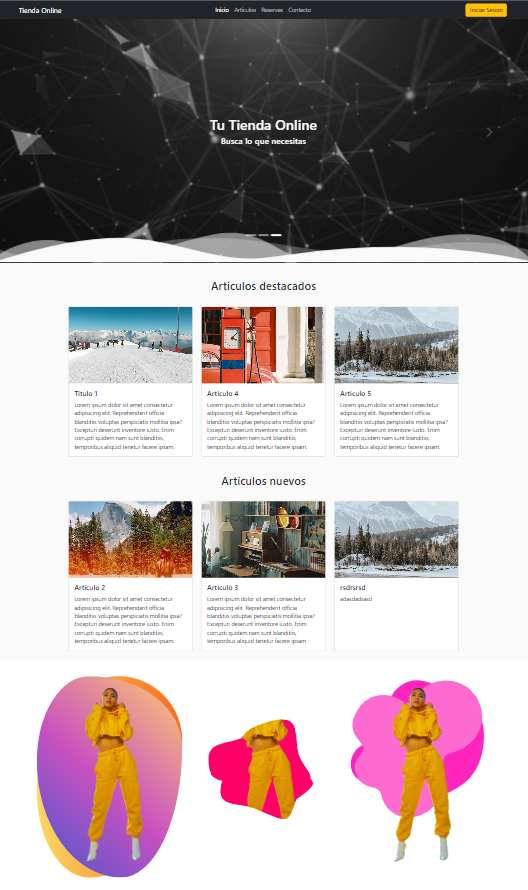 Tienda Online
Inicio Articulos Reservas Contacto
Iniciar Sesion
Tu Tienda Online
Busca lo que necesitas
Articulos destacados
Titulo 1
Lorem ipsum dolor sit amet consectetur
adipisicing elit. Reprehenderit officia
blanditiis voluptas perspiciatis mollitia ipsa?
Excepturi deserunt inventore iusto. Enim
corrupti quidem nam sunt blanditiis,
temporibus aliquid tenetur facere ipsam.
Articulo 4
Lorem ipsum dolor sit amet consectetur
adipisicing elit. Reprehenderit officia
blanditiis voluptas perspiciatis mollitia ipsa?
Excepturi deserunt inventore iusto. Enim
corrupti quidem nam sunt blanditiis,
temporibus aliquid tenetur facere ipsam.
Articulo 5
Lorem ipsum dolor sit amet consectetur
adipisicing elit. Reprehenderit officia
blanditiis voluptas perspiciatis mollitia ipsa?
Excepturi deserunt inventore iusto. Enim
corrupti quidem nam sunt blanditiis,
temporibus aliquid tenetur facere ipsam.
Articulos nuevos
Articulo 2
Lorem ipsum dolor sit amet consectetur
adipisicing elit. Reprehenderit officia
blanditiis voluptas perspiciatis mollitia ipsa?
Excepturi deserunt inventore iusto. Enim
corrupti quidem nam sunt blanditiis,
temporibus aliquid tenetur facere ipsam.
Articulo 3
Lorem ipsum dolor sit amet consectetur
adipisicing elit. Reprehenderit officia
blanditiis voluptas perspiciatis mollitia ipsa?
Excepturi deserunt inventore iusto. Enim
corrupti quidem nam sunt blanditiis,
temporibus aliquid tenetur facere ipsam.
rsdrsrsd
adasdadsasd